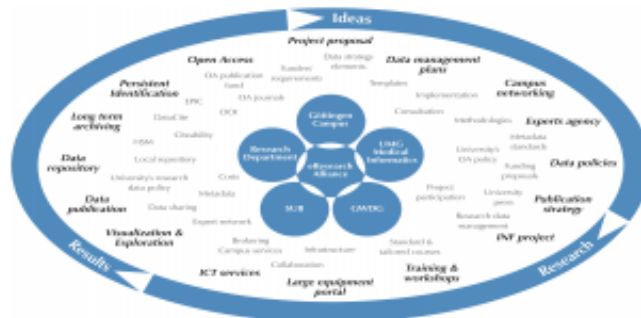 Ideas
Project proposal
Open Access
Data strategy
elements
Data management
plans
Funders'
requirements
OA publication
fund
Persistent
Identification
Templates
Campus
networking
EPIC
OA journals
Implementation
DOI
Göttingen
Campus
Long term
archiving
DataCite
Consultation
Methodologies
Experts agency
Citeability
Metadata
standards
Research
Department
UMG
Medical
Informatics
University's
OA policy
Data
repository
Local repository
eResearch
Alliance
Funding
proposals
Data policies
University's research
data policy
Costs
Project
participation
University
press
Metadata
Data
publication
Data sharing
SUB
GWDG
Publication
strategy
Research data
management
Expert network
Visualization &
Exploration
INF project
Brokering
Campus services
Infrastructure
Standard &
tailored courses
Results
Research
Collaboration
ICT services
Training &
workshops
Large equipment
portal